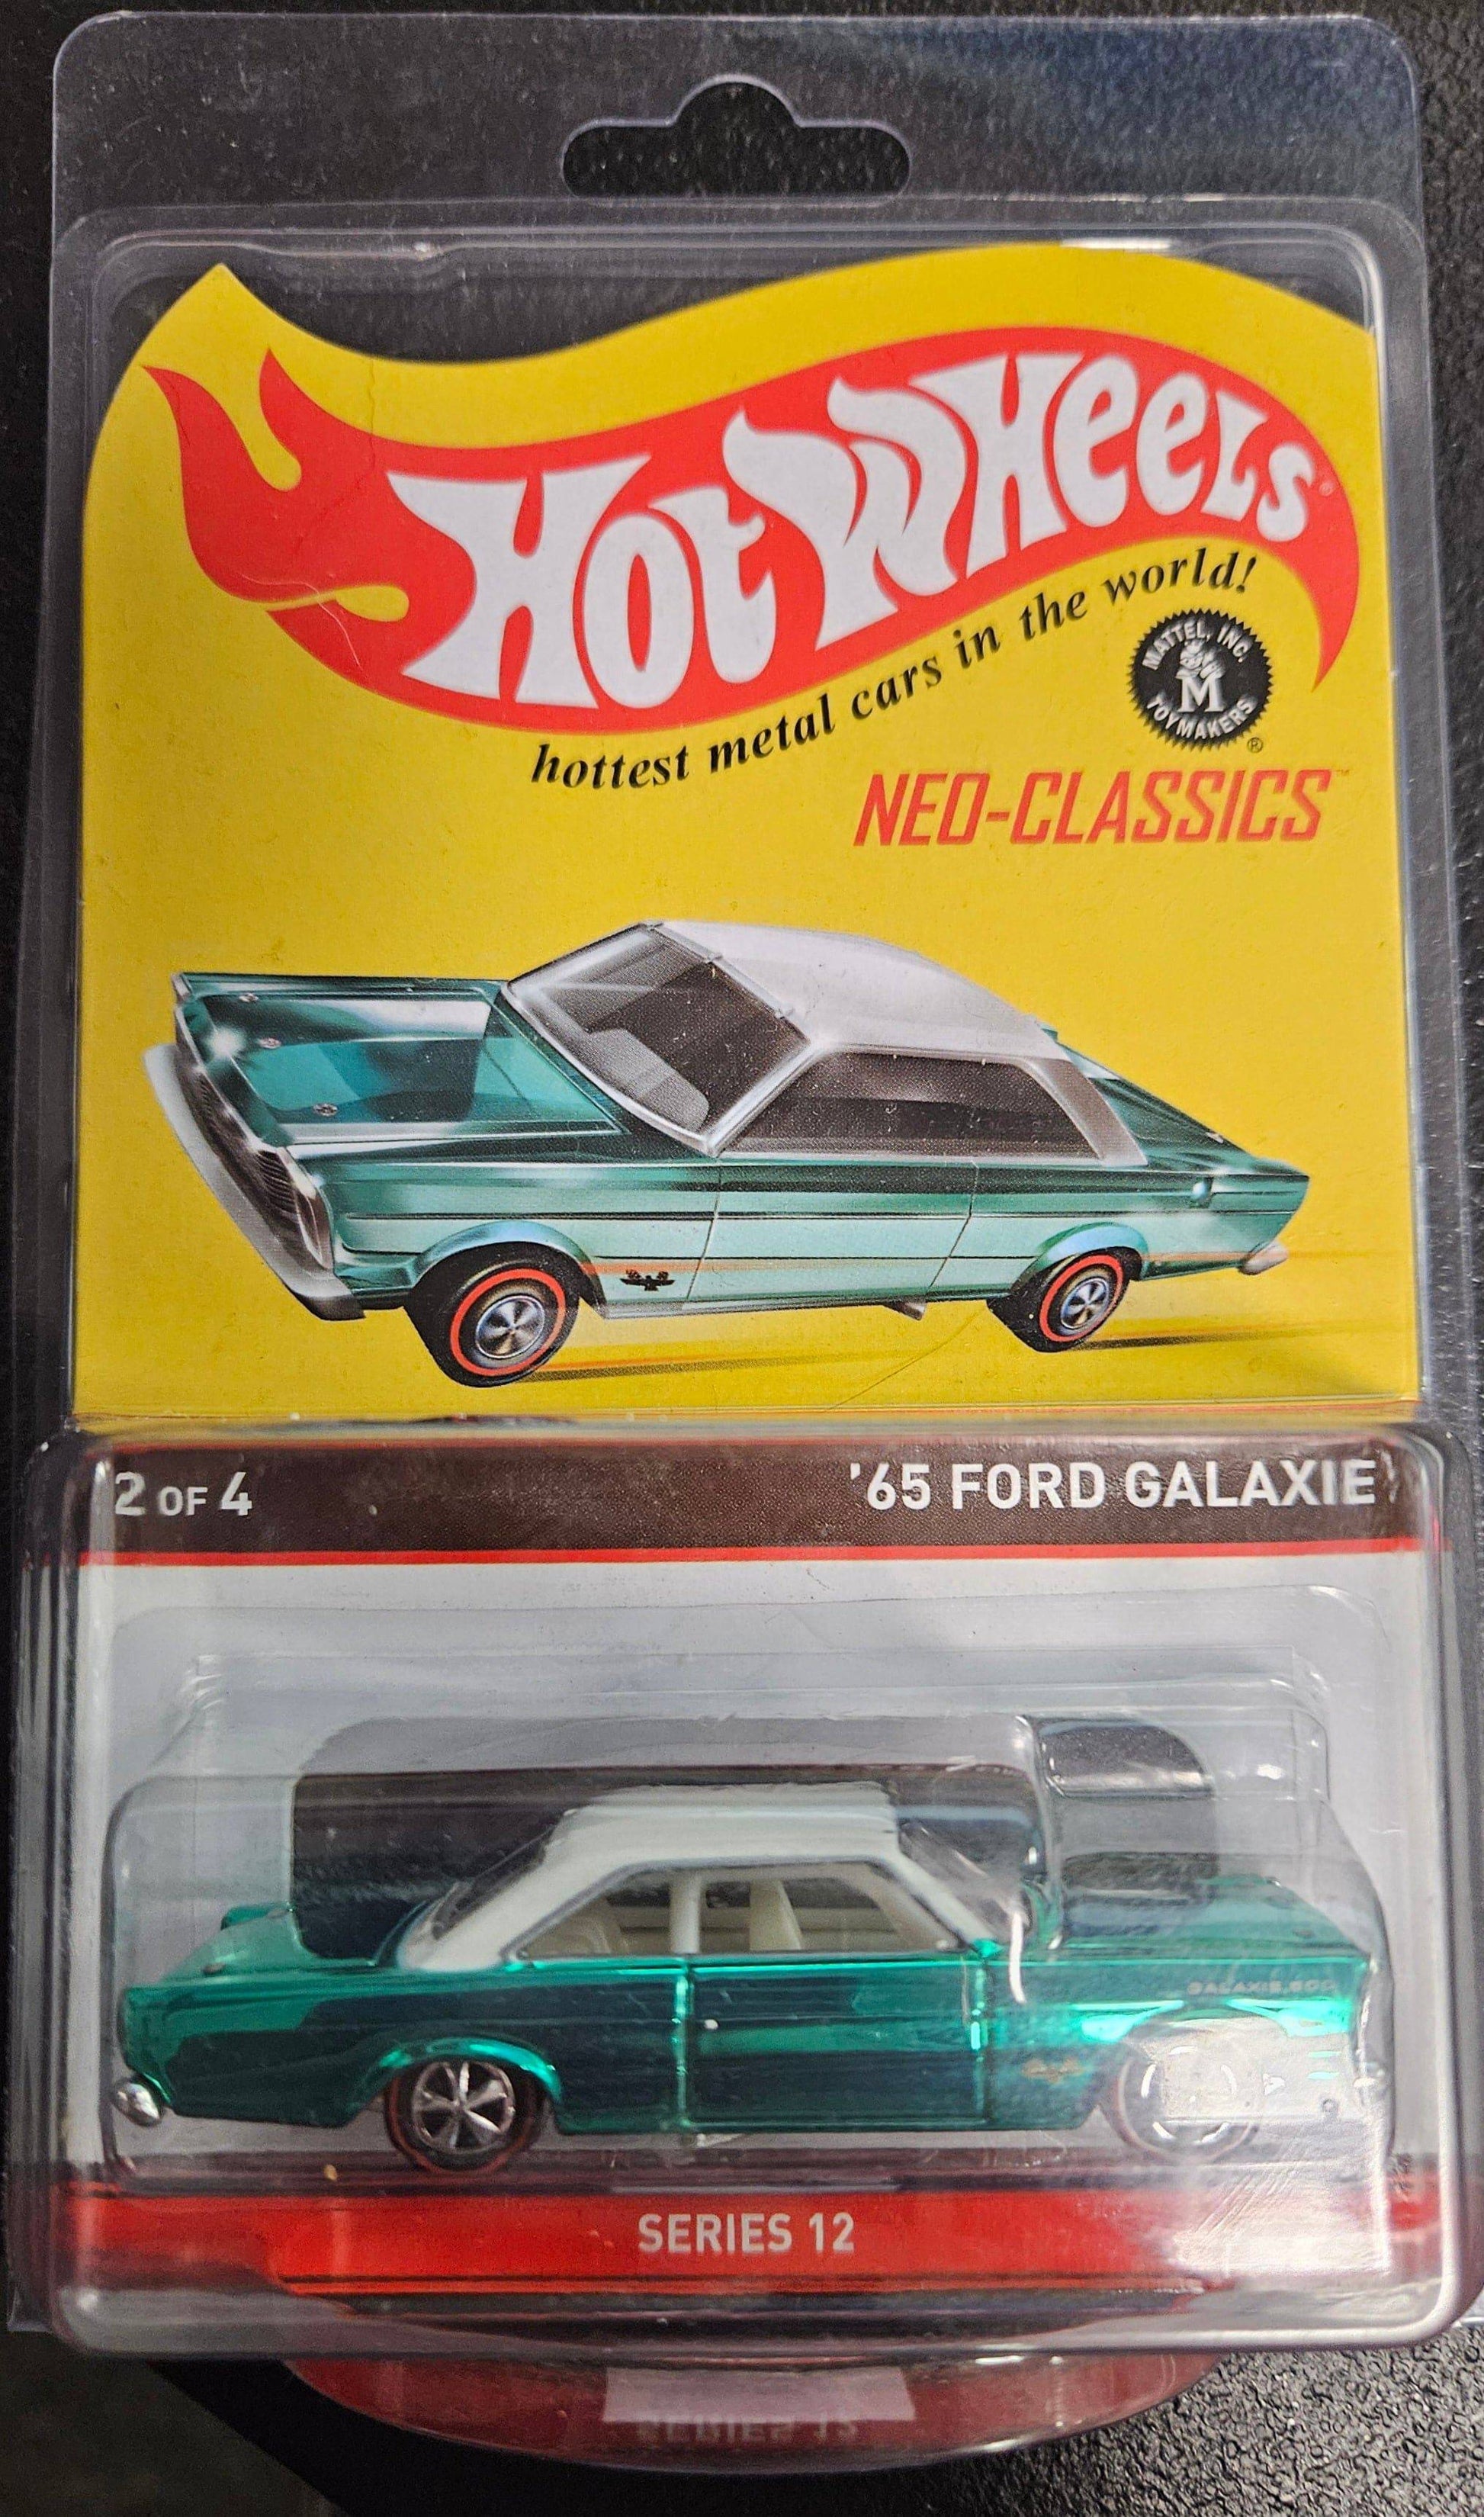 Hot Wheels®
hottest metal cars in the world!
MATTEL, INC.
M
TOYMAKERS
®
NEO-CLASSICS™
2 OF 4
'65 FORD GALAXIE
GALAXIE 500
SERIES 12